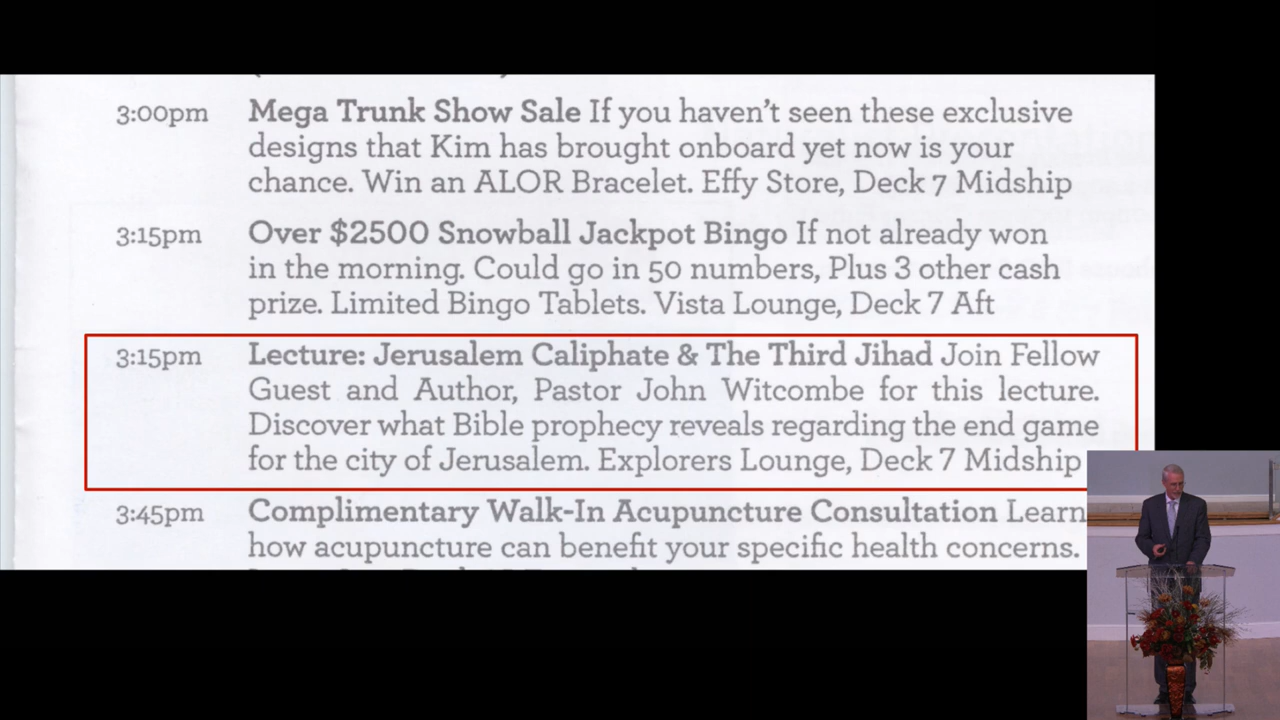 3:00pm Mega Trunk Show Sale If you haven't seen these exclusive
designs that Kim has brought onboard yet now is your
chance. Win an ALOR Bracelet. Effy Store, Deck 7 Midship
3:15pm Over $2500 Snowball Jackpot Bingo If not already won
in the morning. Could go in 50 numbers, Plus 3 other cash
prize. Limited Bingo Tablets. Vista Lounge, Deck 7 Aft
3:15pm Lecture: Jerusalem Caliphate & The Third Jihad Join Fellow
Guest and Author, Pastor John Witcombe for this lecture.
Discover what Bible prophecy reveals regarding the end game
for the city of Jerusalem. Explorers Lounge, Deck 7 Midship
3:45pm Complimentary Walk-In Acupuncture Consultation Learn
how acupuncture can benefit your specific health concerns.